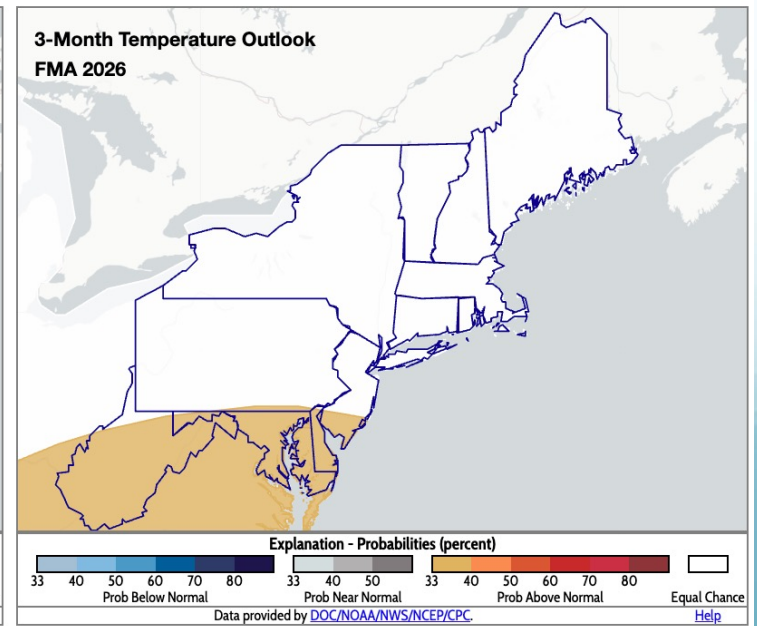 3-Month Temperature Outlook
FMA 2026
Explanation - Probabilities (percent)
33 40 50 60 70 80 33 40 50 33 40 50 60 70 80
Prob Below Normal Prob Near Normal Prob Above Normal Equal Chance
Data provided by DOC/NOAA/NWS/NCEP/CPC. Help